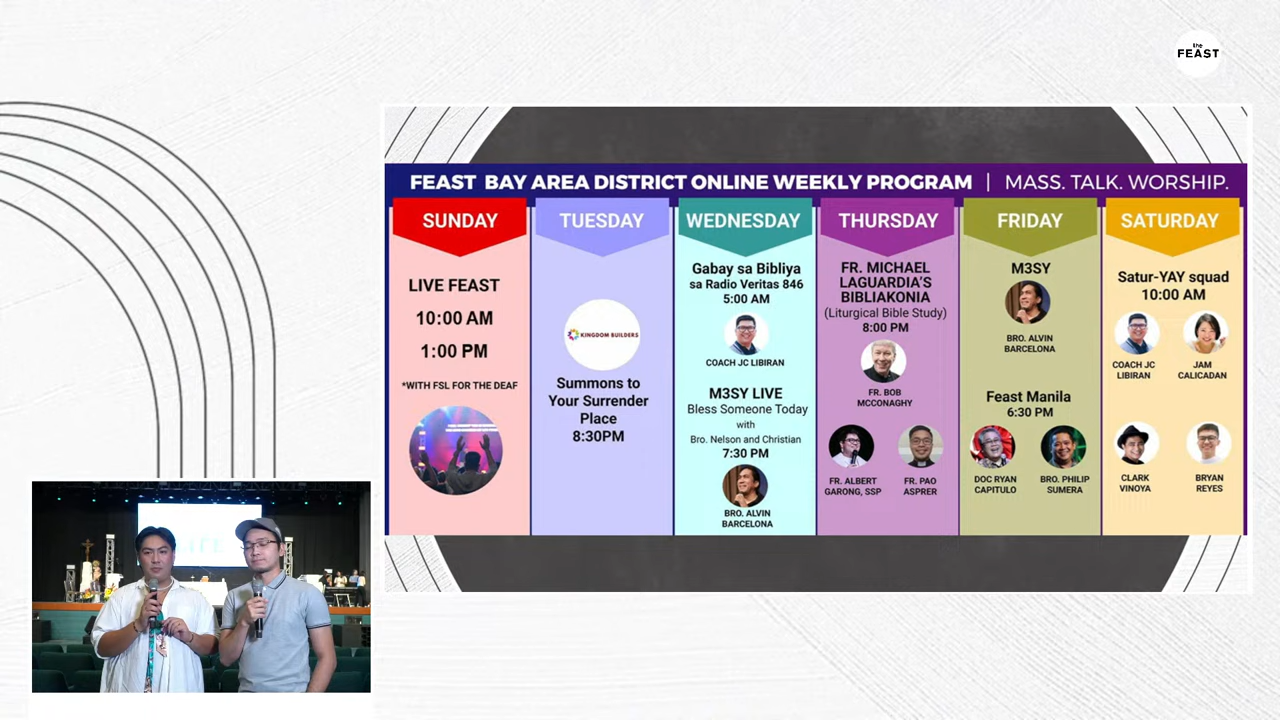 the
FEAST
FEAST BAY AREA DISTRICT ONLINE WEEKLY PROGRAM | MASS. TALK. WORSHIP.
SUNDAY
LIVE FEAST
10:00 AM
1:00 PM
*WITH FSL FOR THE DEAF
TUESDAY
KINGDOM BUILDERS
Summons to
Your Surrender
Place
8:30PM
WEDNESDAY
Gabay sa Bibliya
sa Radio Veritas 846
5:00 AM
COACH JC LIBIRAN
M3SY LIVE
Bless Someone Today
with
Bro. Nelson and Christian
7:30 PM
BRO. ALVIN
BARCELONA
THURSDAY
FR. MICHAEL
LAGUARDIA'S
BIBLIAKONIA
(Liturgical Bible Study)
8:00 PM
FR. BOB
MCCONAGHY
FR. ALBERT
GARONG, SSP
FR. PAO
ASPRER
FRIDAY
M3SY
BRO. ALVIN
BARCELONA
Feast Manila
6:30 PM
DOC RYAN
CAPITULO
BRO. PHILIP
SUMERA
SATURDAY
Satur-YAY squad
10:00 AM
COACH JC
LIBIRAN
JAM
CALICADAN
CLARK
VINOYA
BRYAN
REYES